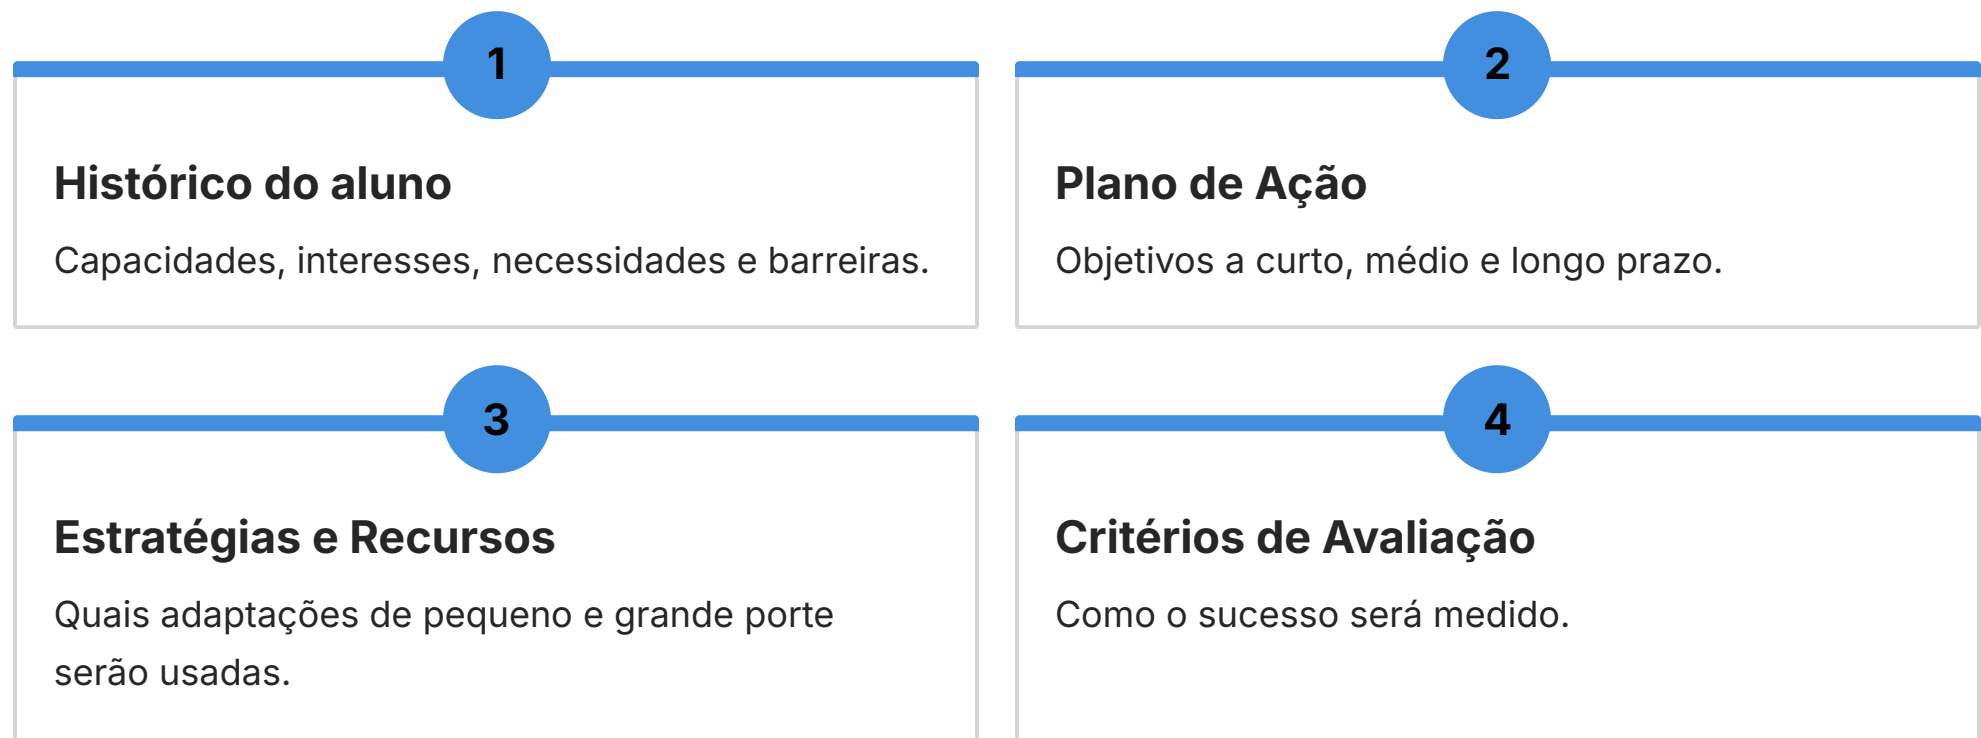 1
Histórico do aluno
Capacidades, interesses, necessidades e barreiras.
2
Plano de Ação
Objetivos a curto, médio e longo prazo.
3
Estratégias e Recursos
Quais adaptações de pequeno e grande porte
serão usadas.
4
Critérios de Avaliação
Como o sucesso será medido.